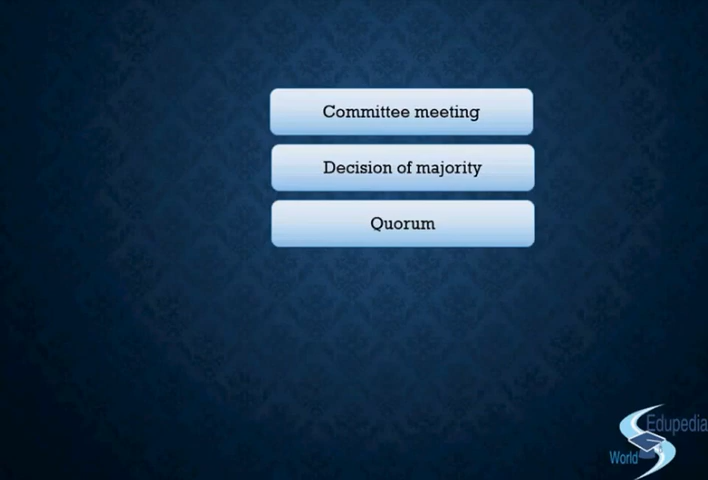 Committee meeting
Decision of majority
Quorum
Edupedia
World